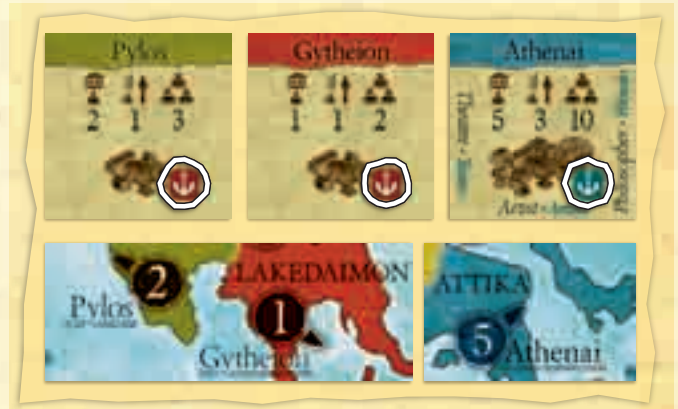 Pylos
2 1 3
Gytheion
1 1 2
Athenai
5 3 10
2
Pylos
LAKEDAIMON
1
Gytheion
ATTIKA
5
Athenai